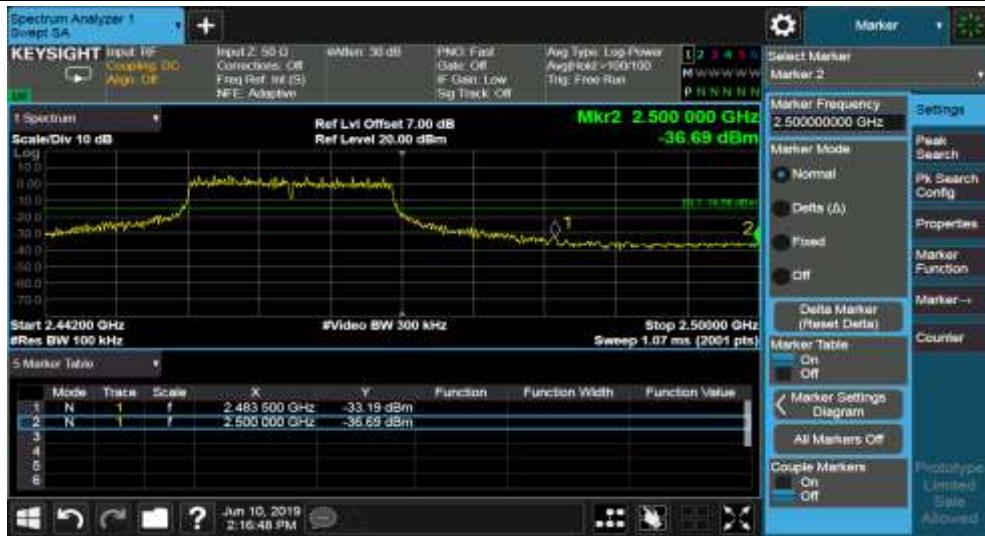 Spectrum Analyzer 1
Swept SA
+
Marker
KEYSIGHT
Input: RF
Coupling: DC
Align: Off
Input Z: 50 Ω
Corrections: Off
Freq Ref: Int (S)
NFE: Adaptive
#Atten: 30 dB
PNO: Fast
Gate: Off
IF Gain: Low
Sig Track: Off
Avg Type: Log-Power
Avg|Hold: >100/100
Trig: Free Run
1 2 3 4 5 6
M W W W W W
P N N N N N
Select Marker
Marker 2
1 Spectrum
Scale/Div 10 dB
Ref Lvl Offset 7.00 dB
Ref Level 20.00 dBm
Mkr2 2.500 000 GHz
-36.69 dBm
Log
10.0
0.00
-10.0
-20.0
-30.0
-40.0
-50.0
-60.0
-70.0
1
2
Start 2.44200 GHz
#Res BW 100 kHz
#Video BW 300 kHz
Stop 2.50000 GHz
Sweep 1.07 ms (2001 pts)
5 Marker Table
Mode Trace Scale X Y Function Function Width Function Value
1 N 1 f 2.483 500 GHz -33.19 dBm
2 N 1 f 2.500 000 GHz -36.69 dBm
3
4
5
6
Marker Frequency
2.500000000 GHz
Marker Mode
Normal
Delta (Δ)
Fixed
Off
Delta Marker
(Reset Delta)
Marker Table
On
Off
Marker Settings
Diagram
All Markers Off
Couple Markers
On
Off
Settings
Peak
Search
Pk Search
Config
Properties
Marker
Function
Marker→
Counter
Prototype
Limited
Sale
Allowed
?
Jun 10, 2019
2:16:48 PM